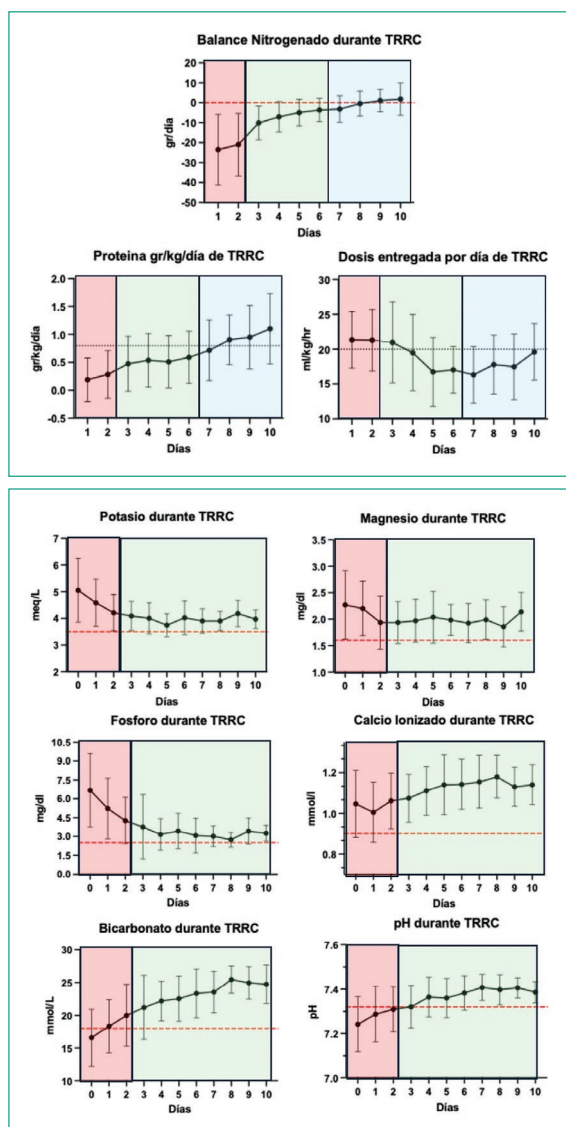 Balance Nitrogenado durante TRRC
20
10
0
-10
-20
-30
-40
-50
gr/día
1 2 3 4 5 6 7 8 9 10
Días
Proteina gr/kg/día de TRRC
2.0
1.5
1.0
0.5
0.0
-0.5
gr/kg/dia
1 2 3 4 5 6 7 8 9 10
Días
Dosis entregada por día de TRRC
30
25
20
15
10
ml/kg/hr
1 2 3 4 5 6 7 8 9 10
Días
Potasio durante TRRC
7
6
5
4
3
2
meq/L
0 1 2 3 4 5 6 7 8 9 10
Días
Magnesio durante TRRC
3.5
3.0
2.5
2.0
1.5
1.0
mg/dl
0 1 2 3 4 5 6 7 8 9 10
Días
Fosforo durante TRRC
10.5
9.0
7.5
6.0
4.5
3.0
1.5
0.0
mg/dl
0 1 2 3 4 5 6 7 8 9 10
Días
Calcio Ionizado durante TRRC
1.2
1.0
0.8
mmol/l
0 1 2 3 4 5 6 7 8 9 10
Días
Bicarbonato durante TRRC
30
25
20
15
10
mmol/L
0 1 2 3 4 5 6 7 8 9 10
Días
pH durante TRRC
7.6
7.4
7.2
7.0
pH
0 1 2 3 4 5 6 7 8 9 10
Días